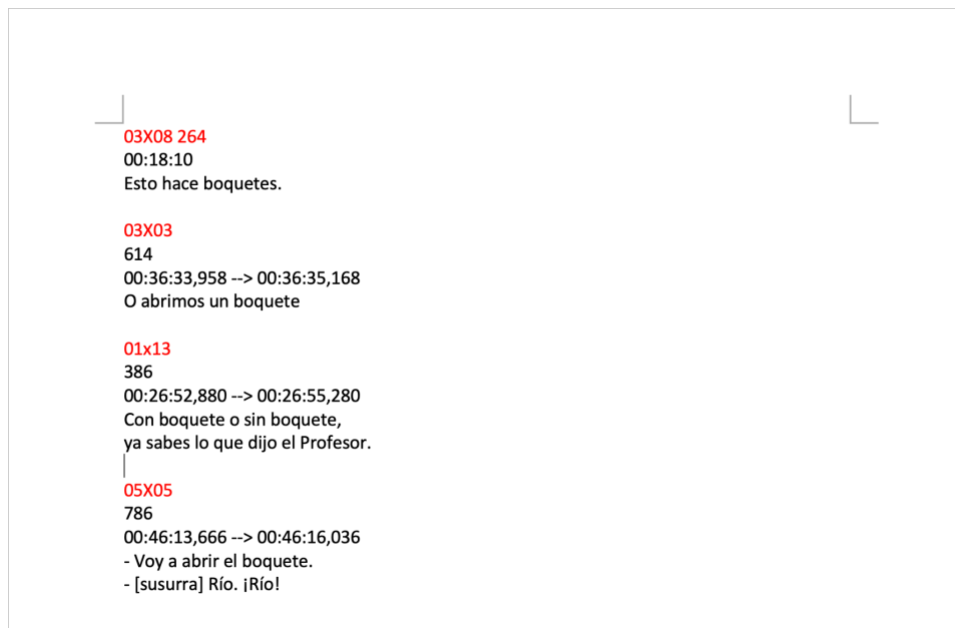 03X08 264
00:18:10
Esto hace boquetes.
03X03
614
00:36:33,958 --> 00:36:35,168
O abrimos un boquete
01x13
386
00:26:52,880 --> 00:26:55,280
Con boquete o sin boquete,
ya sabes lo que dijo el Profesor.
05X05
786
00:46:13,666 --> 00:46:16,036
- Voy a abrir el boquete.
- [susurra] Río. ¡Río!